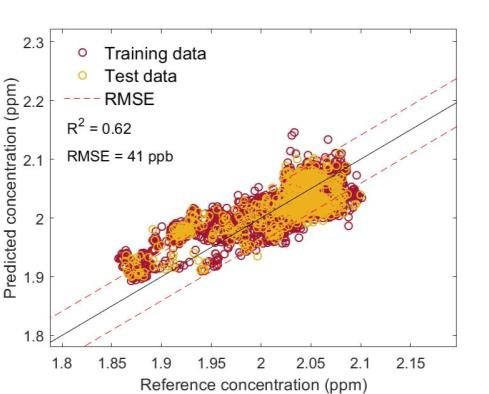 2.3
Training data
Test data
2.2
RMSE
R² = 0.62
RMSE = 41 ppb
2.1
2
1.9
1.8
Predicted concentration (ppm)
1.8 1.85 1.9 1.95 2 2.05 2.1 2.15
Reference concentration (ppm)